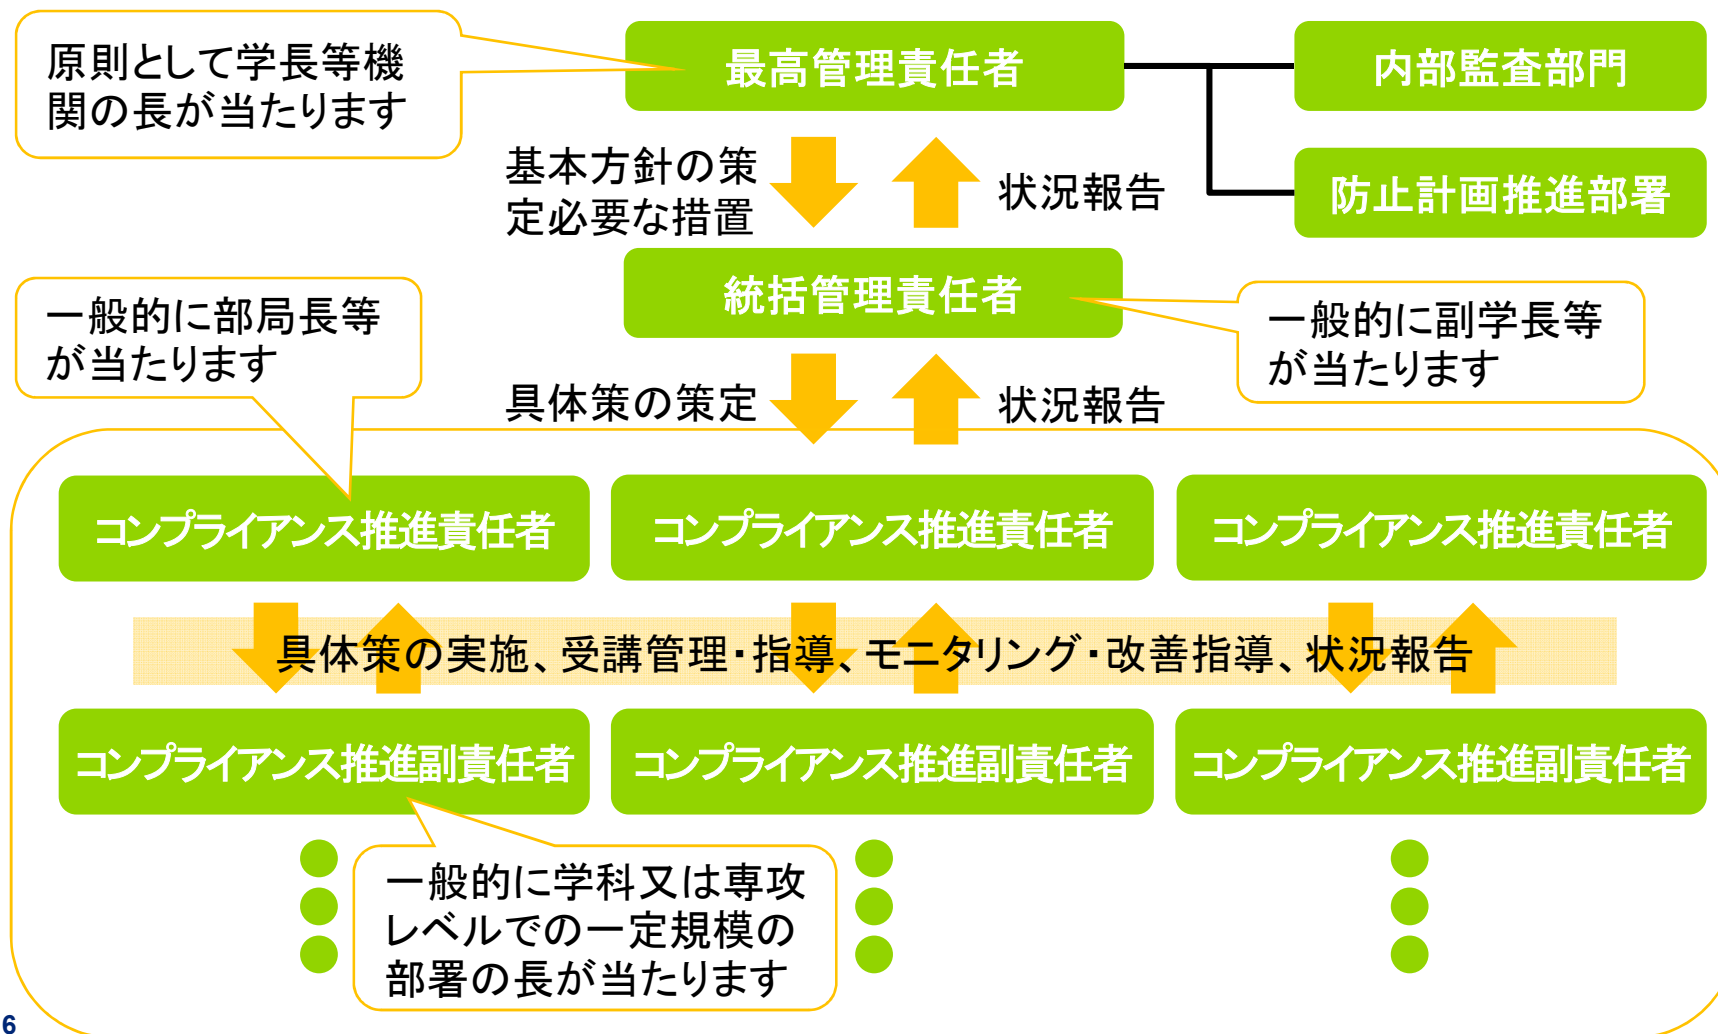 原則として学長等機
関の長が当たります
最高管理責任者
内部監査部門
基本方針の策
定必要な措置
状況報告
防止計画推進部署
統括管理責任者
一般的に部局長等
が当たります
一般的に副学長等
が当たります
具体策の策定
状況報告
コンプライアンス推進責任者
コンプライアンス推進責任者
コンプライアンス推進責任者
具体策の実施、受講管理・指導、モニタリング・改善指導、状況報告
コンプライアンス推進副責任者
コンプライアンス推進副責任者
コンプライアンス推進副責任者
一般的に学科又は専攻
レベルでの一定規模の
部署の長が当たります
6